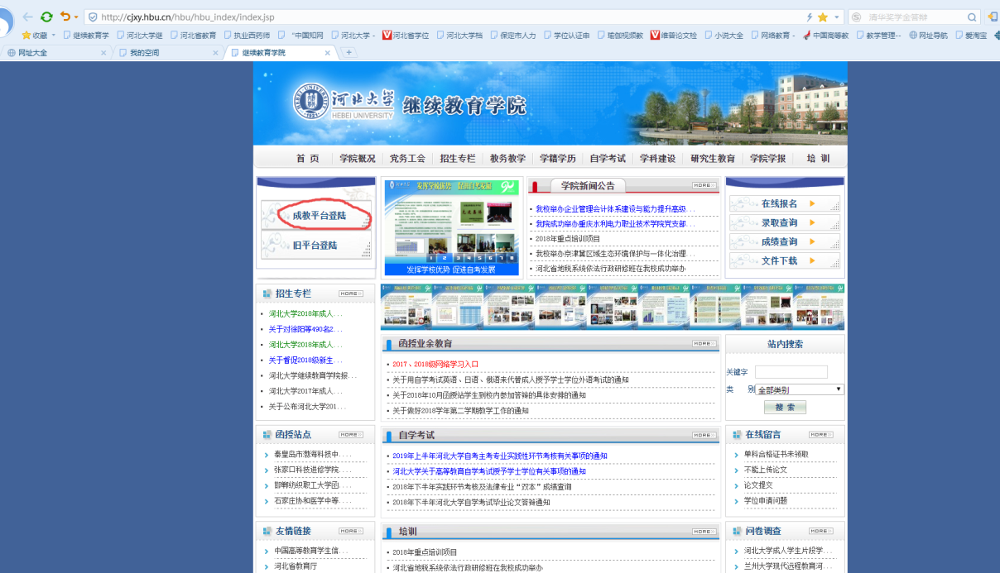 http://cjxy.hbu.cn/hbu/hbu_index/index.jsp
清华奖学金答辩
收藏
继续教育学
河北大学继
河北省教育
执业西药师
"中国知网
河北大学 -
河北省学位
河北大学档
保定市人力
学位认证申
瑜伽视频教
维普论文检
小说大全
网络教育 -
中国高等教
教学管理--
网址导航
爱淘宝
网址大全
我的空间
继续教育学院
河北大学
HEBEI UNIVERSITY
继续教育学院
首 页
学院概况
党务工会
招生专栏
教务教学
学籍学历
自学考试
学科建设
研究生教育
学院学报
培 训
成教平台登陆
旧平台登陆
1 2 3 4 5 6 7 8
发挥学校优势 促进自考发展
学院新闻公告
MORE
我校举办企业管理会计体系建设与能力提升高级...
我院成功举办重庆水利电力职业技术学院党支部...
2018年重点培训项目
我校举办京津冀区域生态环境保护与一体化治理...
河北省地税系统依法行政研修班在我校成功举办
在线报名
录取查询
成绩查询
文件下载
招生专栏
MORE
河北大学2018年成人...
关于对徐阳等490名2...
河北大学2018年成人...
关于督促2018级新生...
河北大学继续教育学院报...
河北大学2017年成人...
关于公布河北大学201...
函授业余教育
MORE
2017、2018级网络学习入口
关于用自学考试英语、日语、俄语来代替成人授予学士学位外语考试的通知
关于2018年10月函授站学生到校内参加答辩的具体安排的通知
关于做好2018学年第二学期教学工作的通知
站内搜索
关键字
类 别
全部类别
搜 索
函授站点
MORE
秦皇岛市渤海科技中....
张家口科技进修学院....
邯郸纺织职工大学函....
石家庄协和医学中等....
自学考试
MORE
2019年上半年河北大学自考主考专业实践性环节考核有关事项的通知
河北大学关于高等教育自学考试授予学士学位有关事项的通知
2018年下半年实践环节考核及法律专业“双本”成绩查询
2018年下半年河北大学自学考试毕业论文答辩通知
在线留言
MORE
单科合格证书未领取
不能上传论文
论文提交
学位申请问题
友情链接
MORE
中国高等教育学生信...
河北省教育厅
培训
MORE
2018年重点培训项目
河北省地税系统依法行政研修班在我校成功举办
问卷调查
MORE
河北大学成人学生片段学...
兰州大学现代远程教育河...